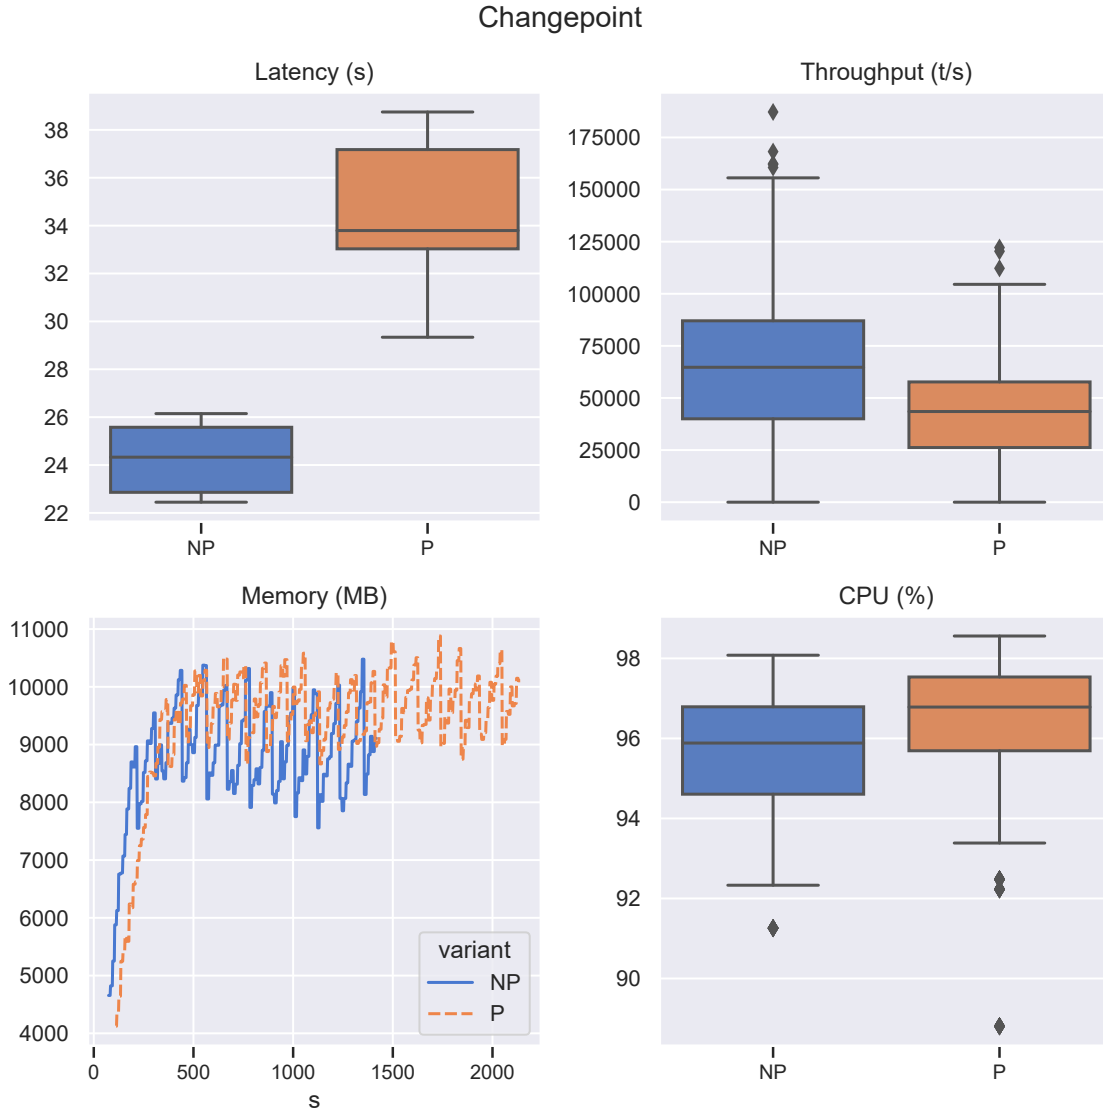 Changepoint
Latency (s)
38
36
34
32
30
28
26
24
22
NP P
Throughput (t/s)
175000
150000
125000
100000
75000
50000
25000
0
NP P
Memory (MB)
11000
10000
9000
8000
7000
6000
5000
4000
variant
NP
P
0 500 1000 1500 2000
s
CPU (%)
98
96
94
92
90
NP P